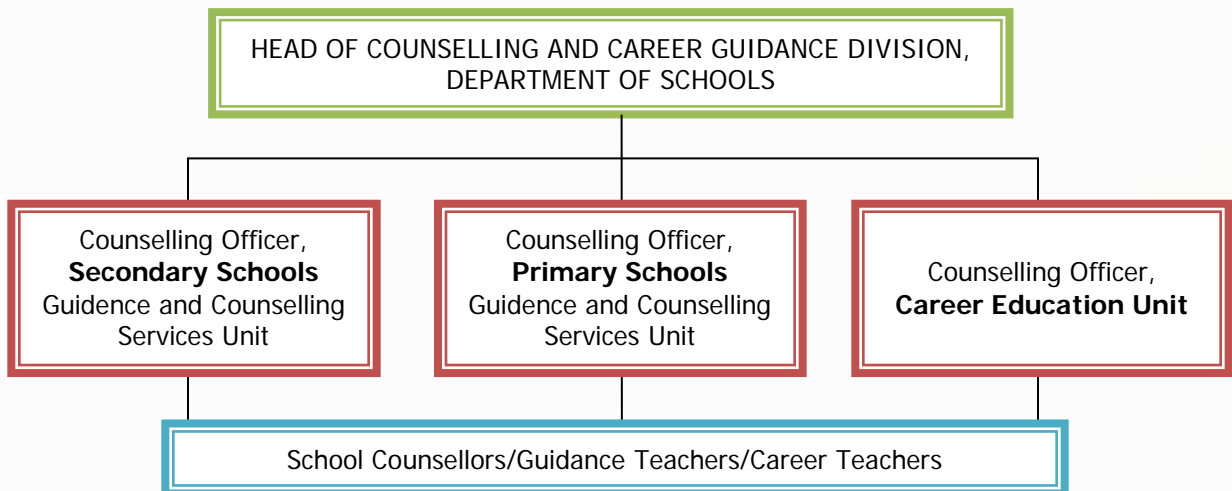 HEAD OF COUNSELLING AND CAREER GUIDANCE DIVISION,
DEPARTMENT OF SCHOOLS
Counselling Officer,
Secondary Schools
Guidence and Counselling
Services Unit
Counselling Officer,
Primary Schools
Guidence and Counselling
Services Unit
Counselling Officer,
Career Education Unit
School Counsellors/Guidance Teachers/Career Teachers